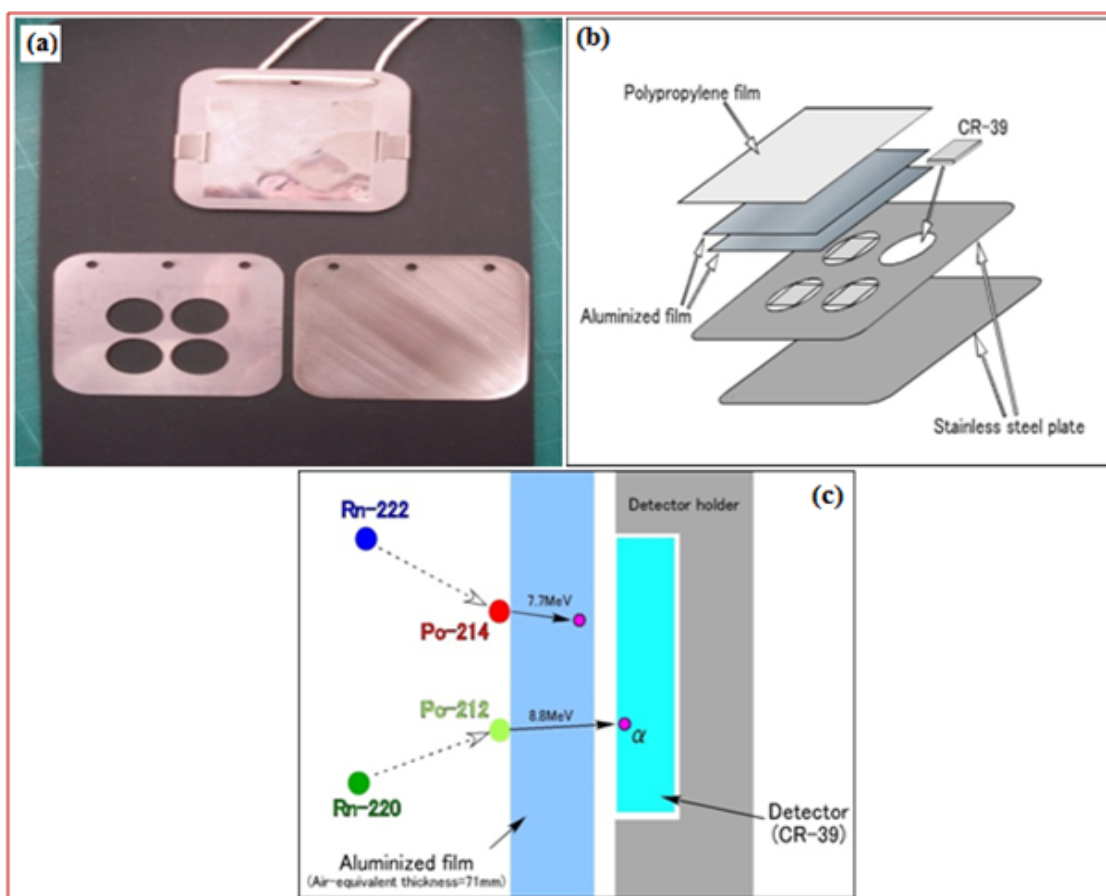 (a)
(b)
Polypropylene film
CR-39
Aluminized film
Stainless steel plate
(c)
Rn-222
Detector holder
7.7MeV
Po-214
Po-212
8.8MeV
α
Rn-220
Detector
(CR-39)
Aluminized film
(Air-equivalent thickness=71mm)